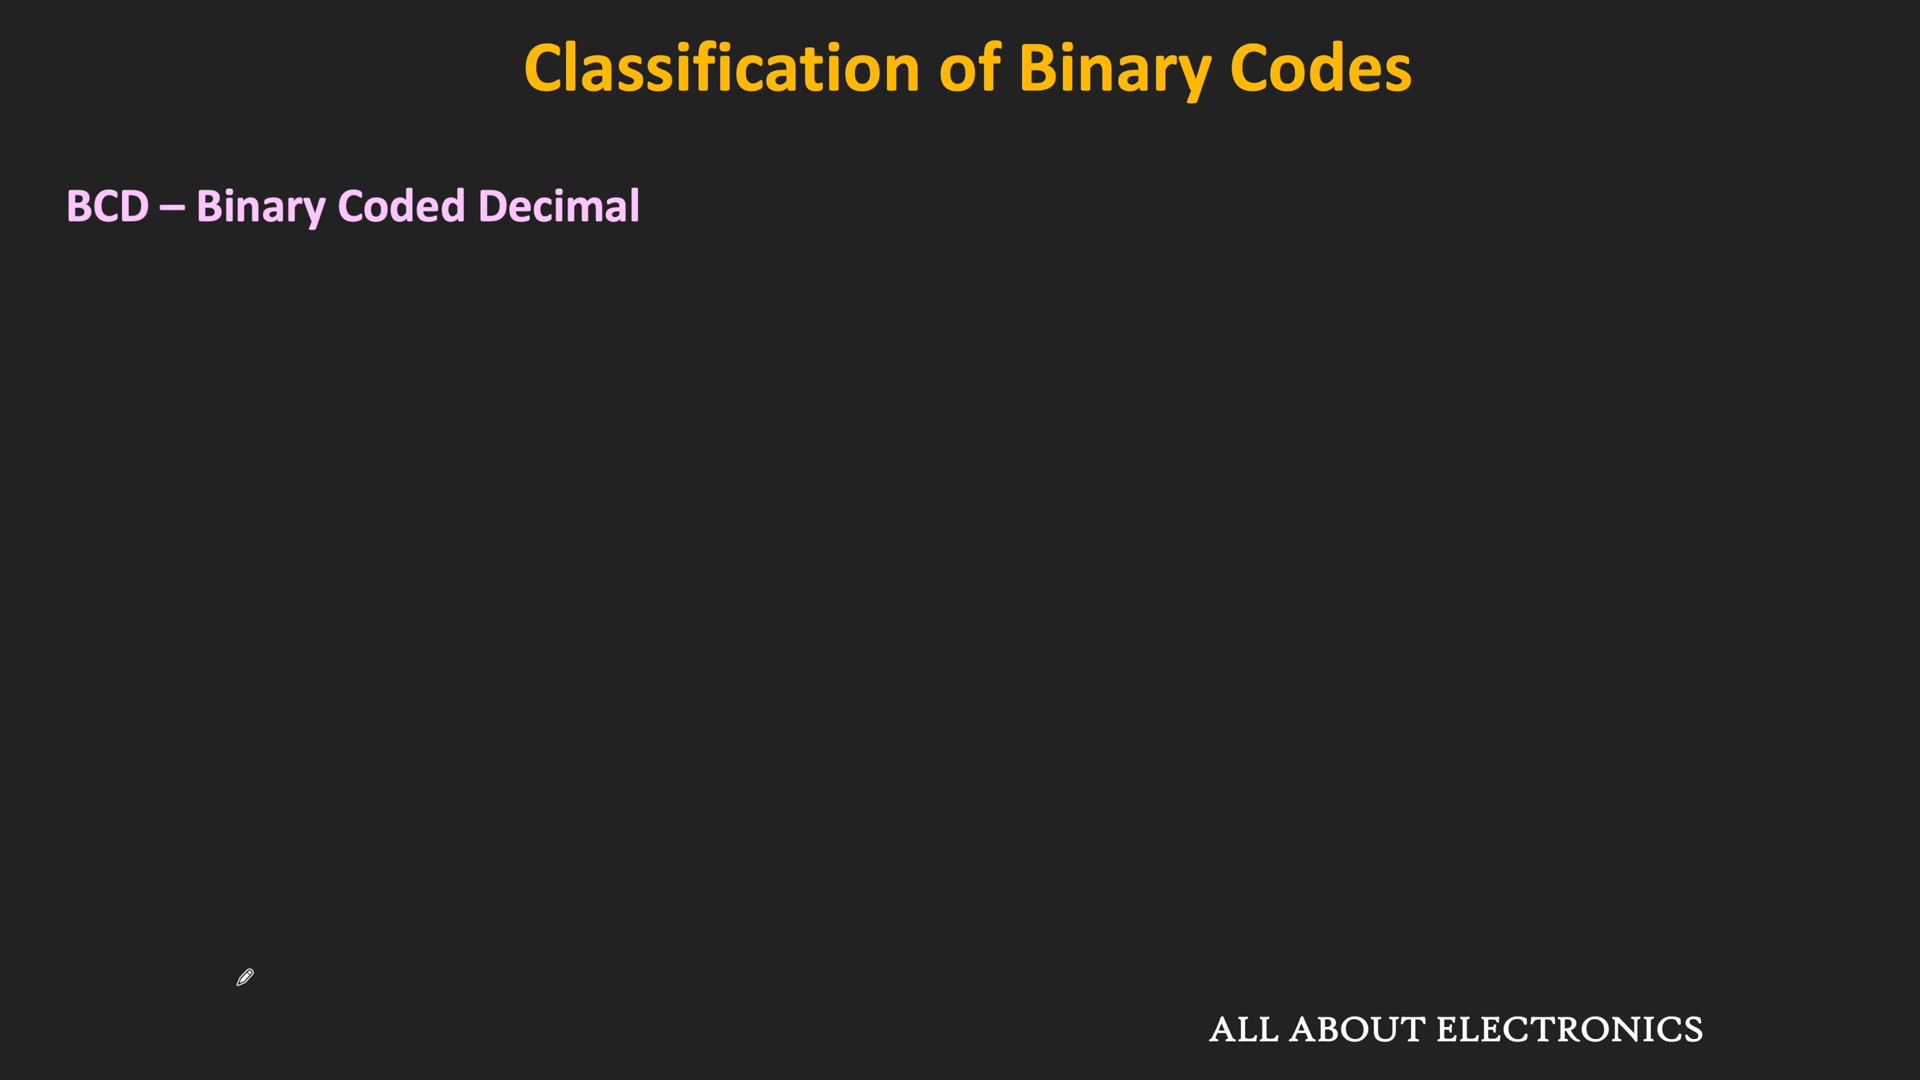 Classification of Binary Codes
BCD – Binary Coded Decimal
ALL ABOUT ELECTRONICS